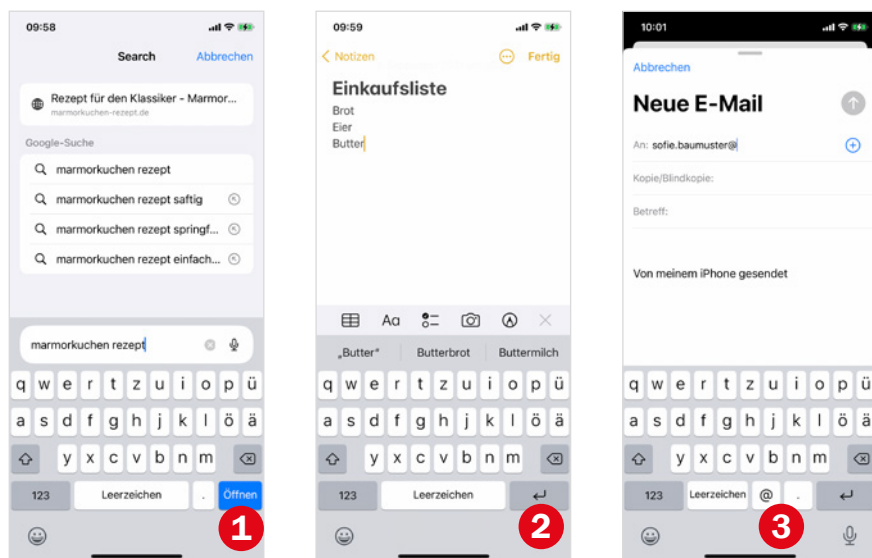 09:58
Search Abbrechen
Rezept für den Klassiker - Marmor...
marmorkuchen-rezept.de
Google-Suche
marmorkuchen rezept
marmorkuchen rezept saftig
marmorkuchen rezept springf...
marmorkuchen rezept einfach...
marmorkuchen rezept
q w e r t z u i o p ü
a s d f g h j k l ö ä
y x c v b n m
123 Leerzeichen . Öffnen
1
09:59
Notizen Fertig
Einkaufsliste
Brot
Eier
Butter
Aa
„Butter“ Butterbrot Buttermilch
q w e r t z u i o p ü
a s d f g h j k l ö ä
y x c v b n m
123 Leerzeichen
2
10:01
Abbrechen
Neue E-Mail
An: sofie.baumuster@
Kopie/Blindkopie:
Betreff:
Von meinem iPhone gesendet
q w e r t z u i o p ü
a s d f g h j k l ö ä
y x c v b n m
123 Leerzeichen @ .
3